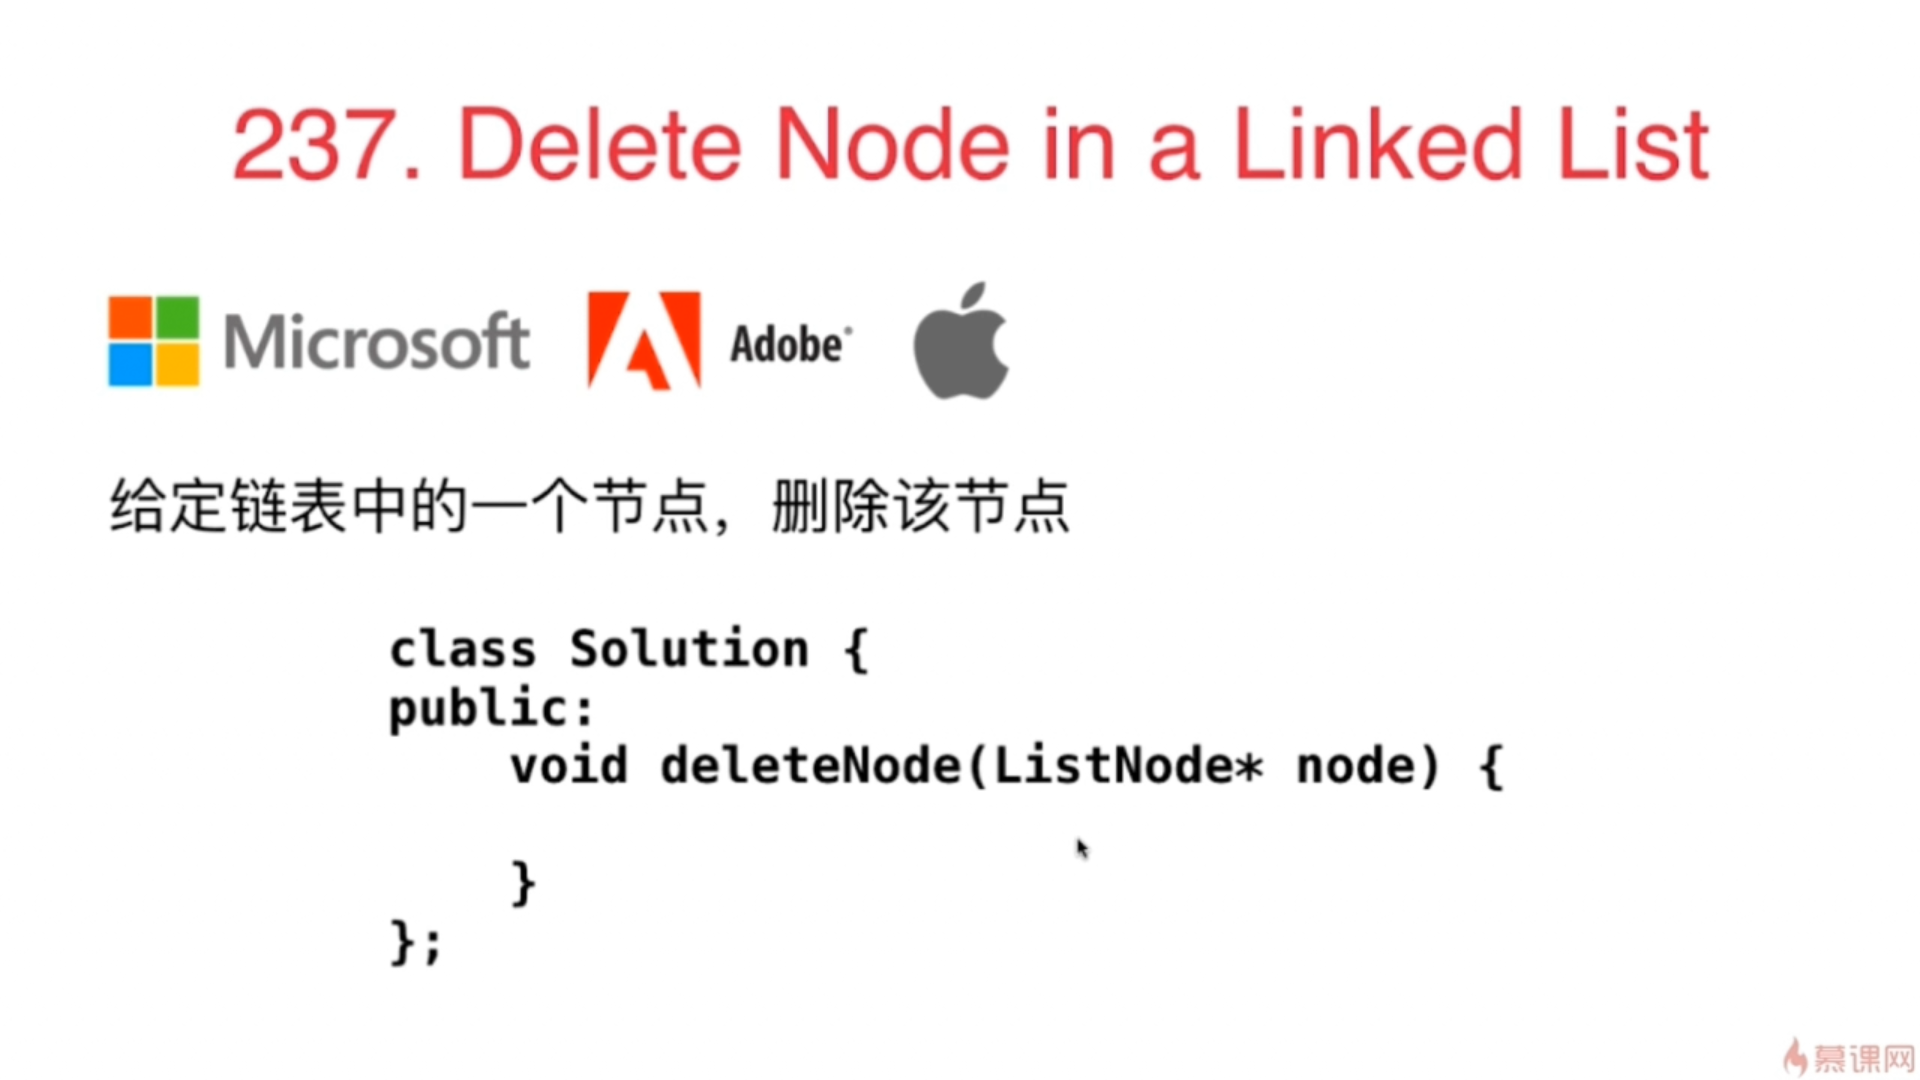 237. Delete Node in a Linked List
Microsoft Adobe
给定链表中的一个节点，删除该节点
class Solution {
public:
    void deleteNode(ListNode* node) {
    }
};
慕课网